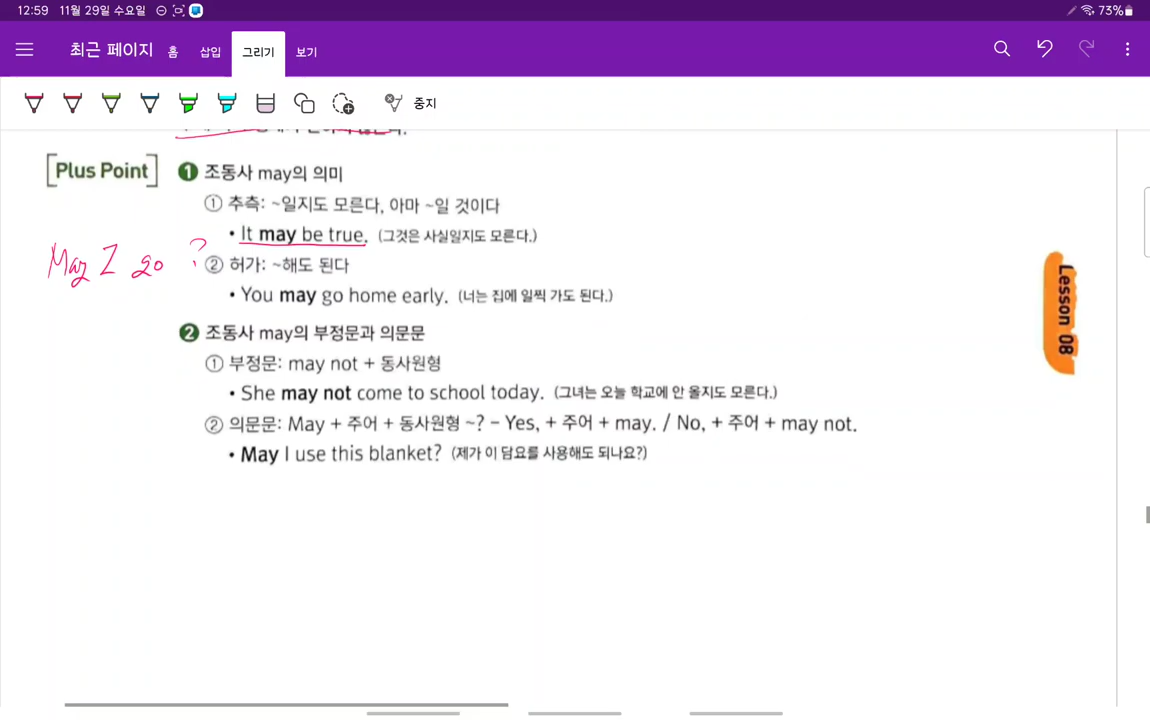 12:59 11월 29일 수요일 73%
최근 페이지 홈 삽입 그리기 보기
중지
[Plus Point] 1 조동사 may의 의미
① 추측: ~일지도 모른다, 아마 ~일 것이다
• It may be true. (그것은 사실일지도 모른다.)
May I go ?
② 허가: ~해도 된다
• You may go home early. (너는 집에 일찍 가도 된다.)
Lesson 08
2 조동사 may의 부정문과 의문문
① 부정문: may not + 동사원형
• She may not come to school today. (그녀는 오늘 학교에 안 올지도 모른다.)
② 의문문: May + 주어 + 동사원형 ~? – Yes, + 주어 + may. / No, + 주어 + may not.
• May I use this blanket? (제가 이 담요를 사용해도 되나요?)